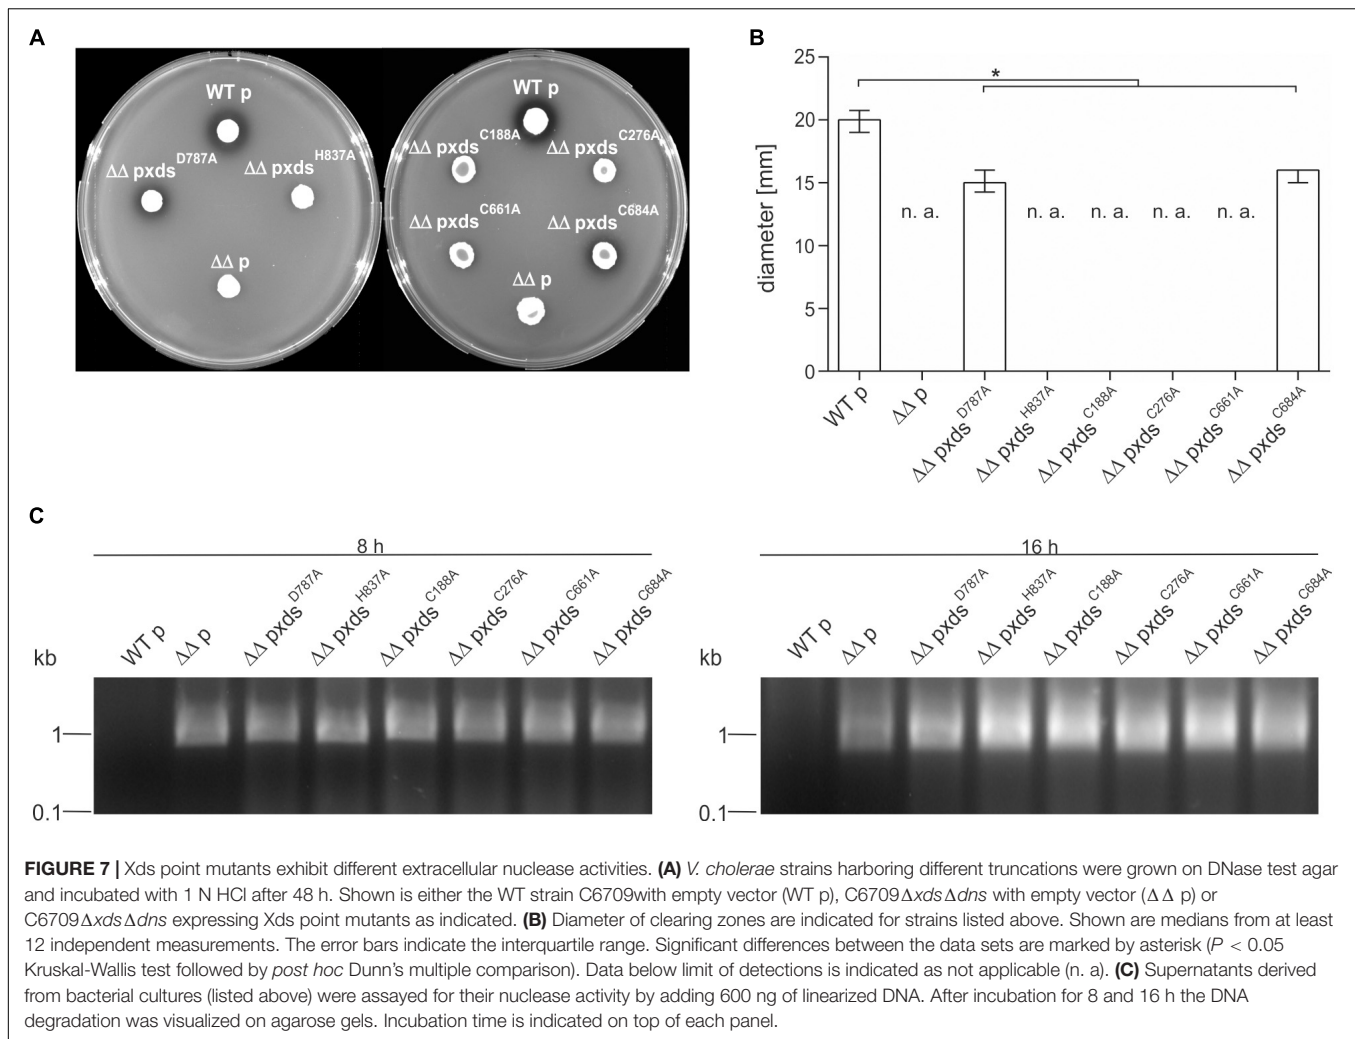 A
WT p
ΔΔ pxds D787A
ΔΔ pxds H837A
ΔΔ p
WT p
ΔΔ pxds C188A
ΔΔ pxds C276A
ΔΔ pxds C661A
ΔΔ pxds C684A
ΔΔ p
B
diameter [mm]
25
20
15
10
5
0
*
n. a.
n. a.
n. a.
n. a.
n. a.
WT p
ΔΔ p
ΔΔ pxds D787A
ΔΔ pxds H837A
ΔΔ pxds C188A
ΔΔ pxds C276A
ΔΔ pxds C661A
ΔΔ pxds C684A
C
8 h
WT p
ΔΔ p
ΔΔ pxds D787A
ΔΔ pxds H837A
ΔΔ pxds C188A
ΔΔ pxds C276A
ΔΔ pxds C661A
ΔΔ pxds C684A
kb
1
0.1
16 h
WT p
ΔΔ p
ΔΔ pxds D787A
ΔΔ pxds H837A
ΔΔ pxds C188A
ΔΔ pxds C276A
ΔΔ pxds C661A
ΔΔ pxds C684A
kb
1
0.1
FIGURE 7 | Xds point mutants exhibit different extracellular nuclease activities. (A) V. cholerae strains harboring different truncations were grown on DNase test agar
and incubated with 1 N HCl after 48 h. Shown is either the WT strain C6709with empty vector (WT p), C6709ΔxdsΔdns with empty vector (Δ Δ p) or
C6709ΔxdsΔdns expressing Xds point mutants as indicated. (B) Diameter of clearing zones are indicated for strains listed above. Shown are medians from at least
12 independent measurements. The error bars indicate the interquartile range. Significant differences between the data sets are marked by asterisk (P < 0.05
Kruskal-Wallis test followed by post hoc Dunn's multiple comparison). Data below limit of detections is indicated as not applicable (n. a). (C) Supernatants derived
from bacterial cultures (listed above) were assayed for their nuclease activity by adding 600 ng of linearized DNA. After incubation for 8 and 16 h the DNA
degradation was visualized on agarose gels. Incubation time is indicated on top of each panel.